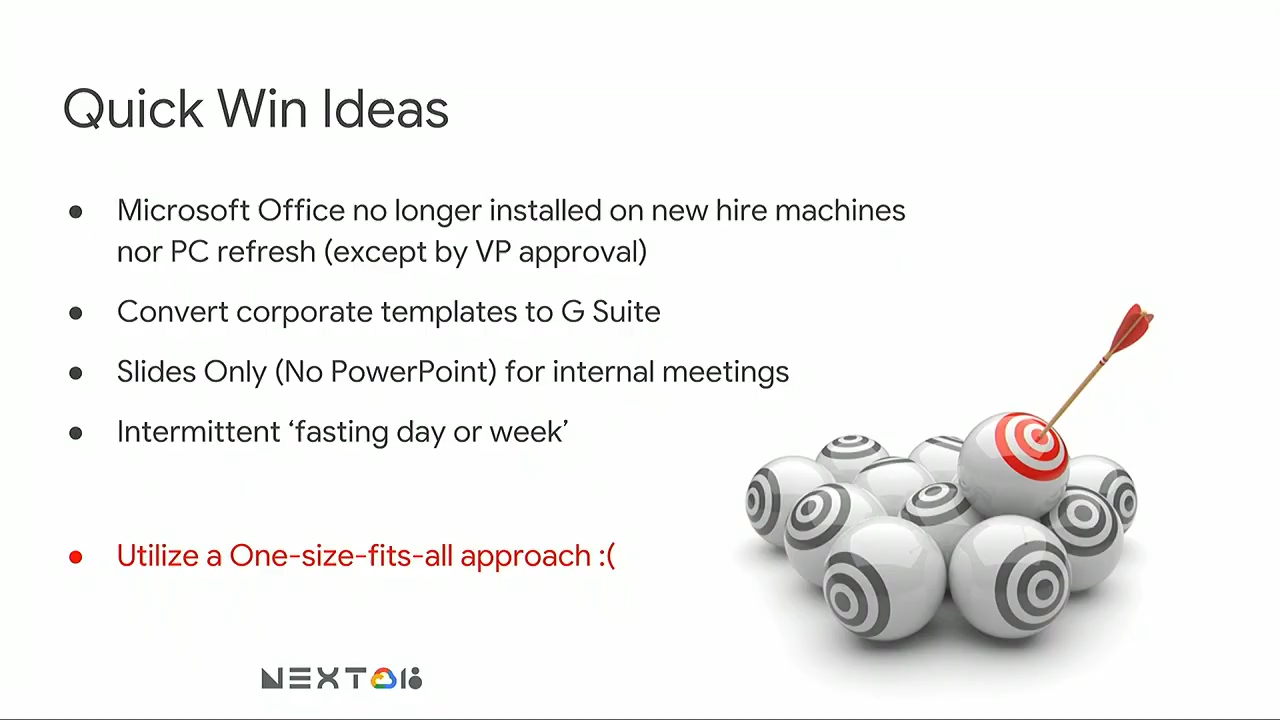 Quick Win Ideas
● Microsoft Office no longer installed on new hire machines
nor PC refresh (except by VP approval)
● Convert corporate templates to G Suite
● Slides Only (No PowerPoint) for internal meetings
● Intermittent ‘fasting day or week’
● Utilize a One-size-fits-all approach :(
NEXT18